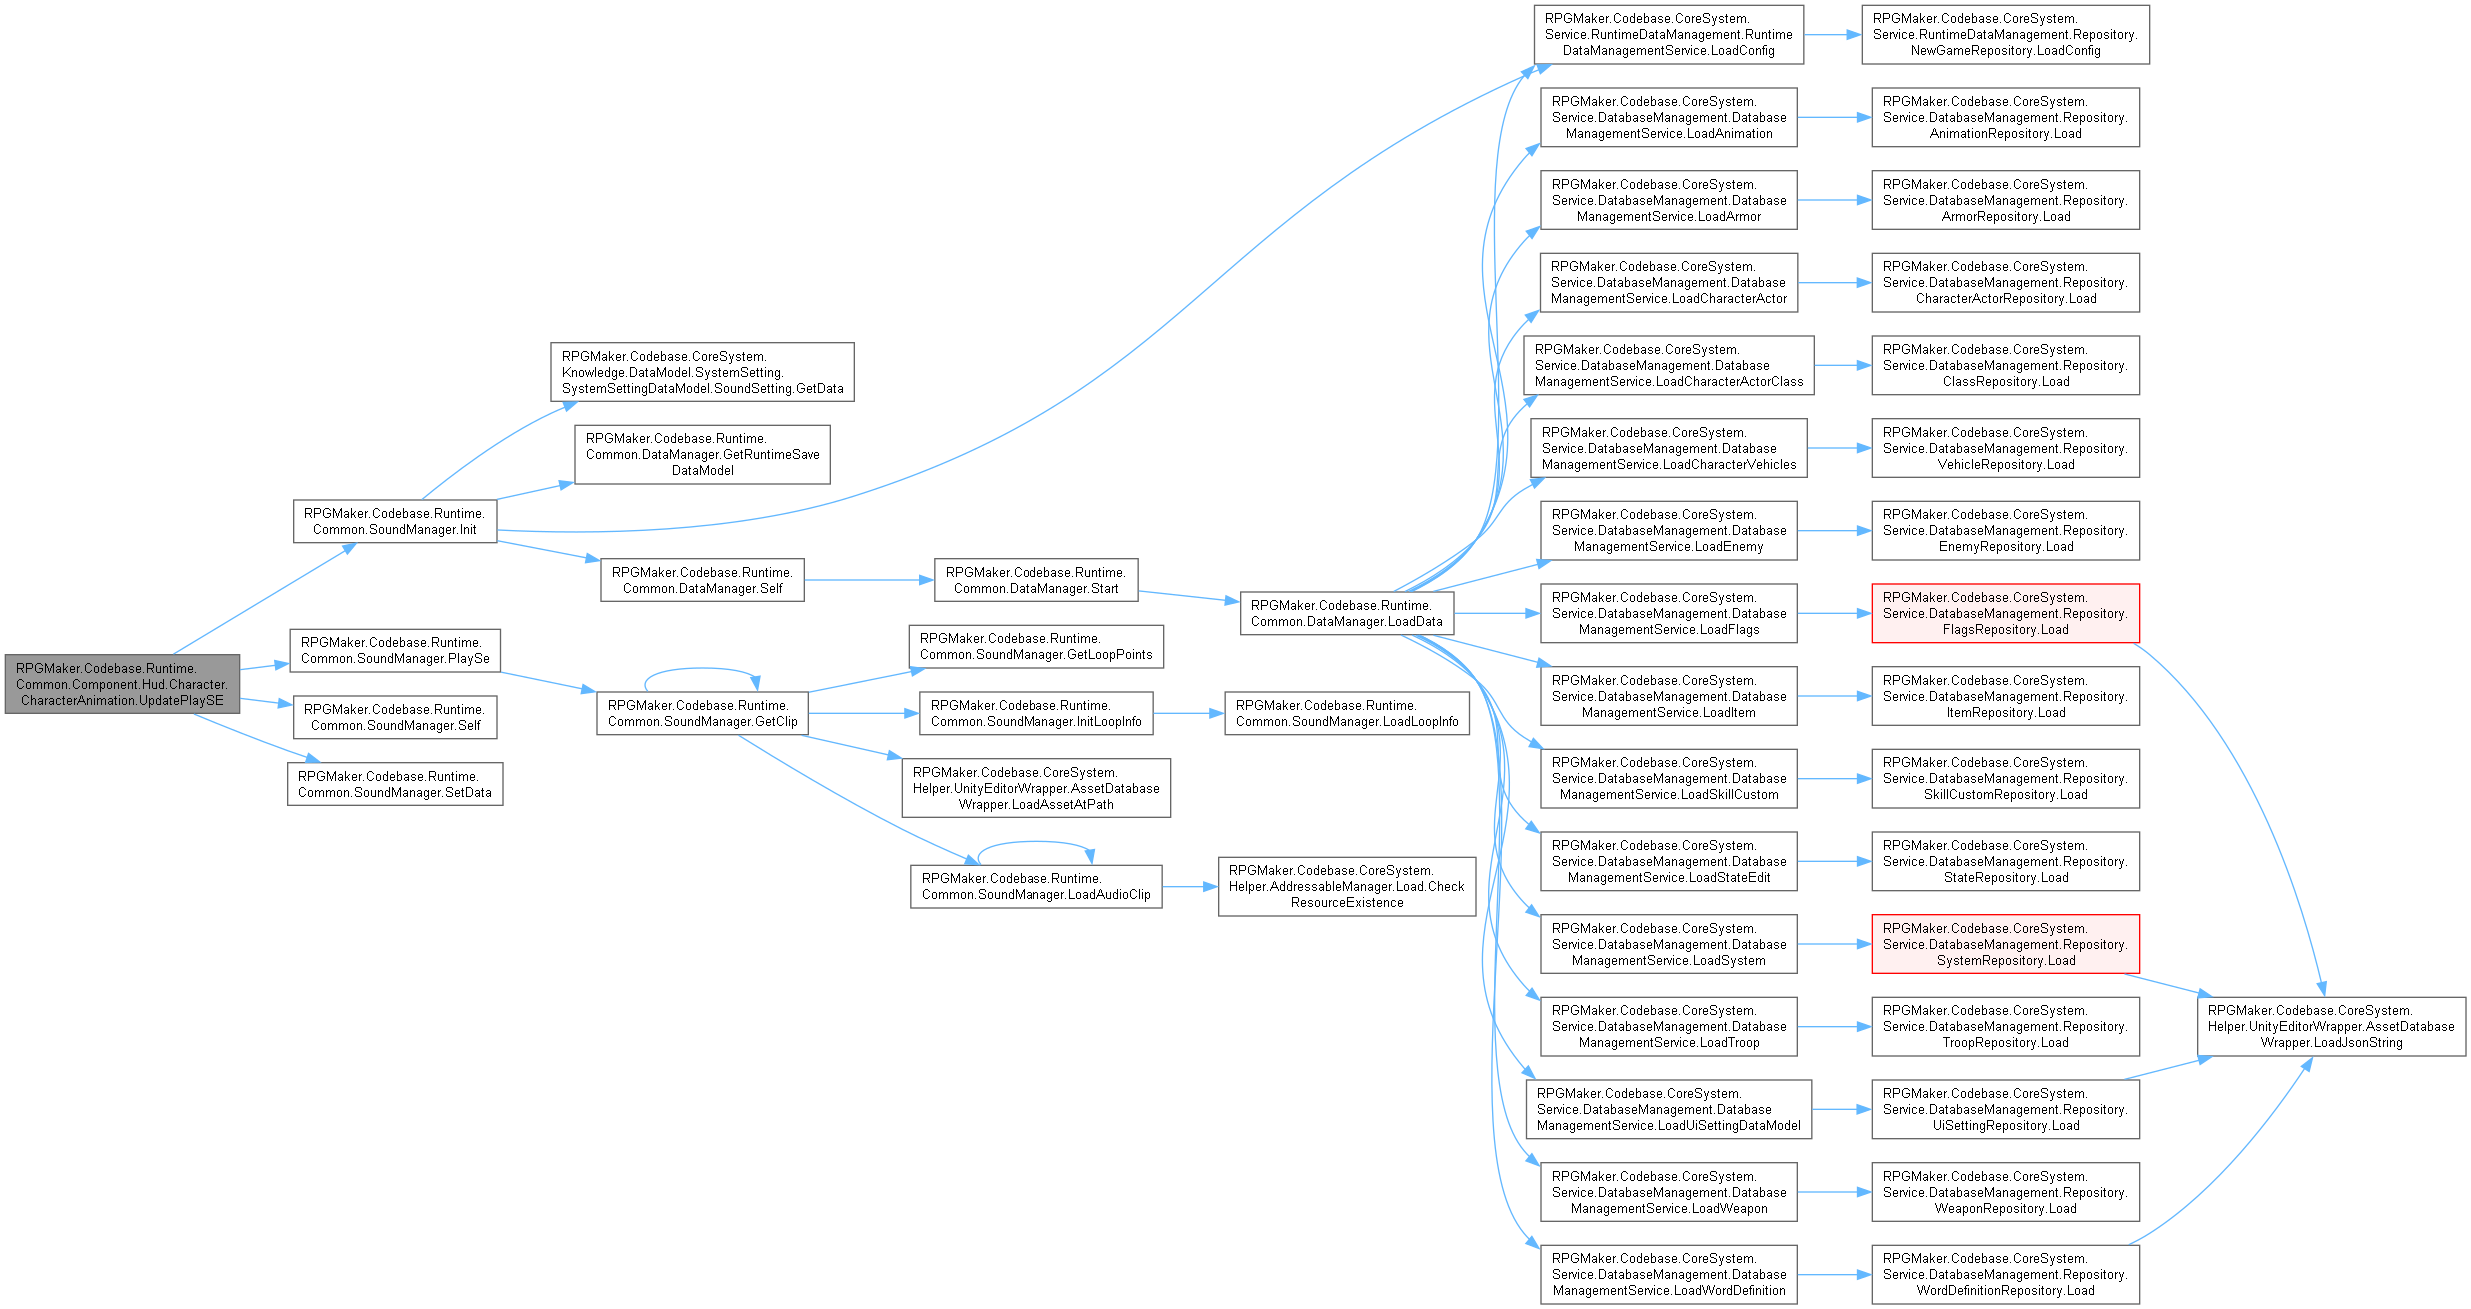 RPGMaker.Codebase.Runtime.
Common.Component.Hud.Character.
CharacterAnimation.UpdatePlaySE
RPGMaker.Codebase.Runtime.
Common.SoundManager.Init
RPGMaker.Codebase.Runtime.
Common.SoundManager.PlaySe
RPGMaker.Codebase.Runtime.
Common.SoundManager.Self
RPGMaker.Codebase.Runtime.
Common.SoundManager.SetData
RPGMaker.Codebase.CoreSystem.
Knowledge.DataModel.SystemSetting.
SystemSettingDataModel.SoundSetting.GetData
RPGMaker.Codebase.Runtime.
Common.DataManager.GetRuntimeSave
DataModel
RPGMaker.Codebase.Runtime.
Common.DataManager.Self
RPGMaker.Codebase.Runtime.
Common.SoundManager.GetClip
RPGMaker.Codebase.Runtime.
Common.DataManager.Start
RPGMaker.Codebase.Runtime.
Common.SoundManager.GetLoopPoints
RPGMaker.Codebase.Runtime.
Common.SoundManager.InitLoopInfo
RPGMaker.Codebase.CoreSystem.
Helper.UnityEditorWrapper.AssetDatabase
Wrapper.LoadAssetAtPath
RPGMaker.Codebase.Runtime.
Common.SoundManager.LoadAudioClip
RPGMaker.Codebase.Runtime.
Common.DataManager.LoadData
RPGMaker.Codebase.Runtime.
Common.SoundManager.LoadLoopInfo
RPGMaker.Codebase.CoreSystem.
Helper.AddressableManager.Load.Check
ResourceExistence
RPGMaker.Codebase.CoreSystem.
Service.RuntimeDataManagement.Runtime
DataManagementService.LoadConfig
RPGMaker.Codebase.CoreSystem.
Service.DatabaseManagement.Database
ManagementService.LoadAnimation
RPGMaker.Codebase.CoreSystem.
Service.DatabaseManagement.Database
ManagementService.LoadArmor
RPGMaker.Codebase.CoreSystem.
Service.DatabaseManagement.Database
ManagementService.LoadCharacterActor
RPGMaker.Codebase.CoreSystem.
Service.DatabaseManagement.Database
ManagementService.LoadCharacterActorClass
RPGMaker.Codebase.CoreSystem.
Service.DatabaseManagement.Database
ManagementService.LoadCharacterVehicles
RPGMaker.Codebase.CoreSystem.
Service.DatabaseManagement.Database
ManagementService.LoadEnemy
RPGMaker.Codebase.CoreSystem.
Service.DatabaseManagement.Database
ManagementService.LoadFlags
RPGMaker.Codebase.CoreSystem.
Service.DatabaseManagement.Database
ManagementService.LoadItem
RPGMaker.Codebase.CoreSystem.
Service.DatabaseManagement.Database
ManagementService.LoadSkillCustom
RPGMaker.Codebase.CoreSystem.
Service.DatabaseManagement.Database
ManagementService.LoadStateEdit
RPGMaker.Codebase.CoreSystem.
Service.DatabaseManagement.Database
ManagementService.LoadSystem
RPGMaker.Codebase.CoreSystem.
Service.DatabaseManagement.Database
ManagementService.LoadTroop
RPGMaker.Codebase.CoreSystem.
Service.DatabaseManagement.Database
ManagementService.LoadUiSettingDataModel
RPGMaker.Codebase.CoreSystem.
Service.DatabaseManagement.Database
ManagementService.LoadWeapon
RPGMaker.Codebase.CoreSystem.
Service.DatabaseManagement.Database
ManagementService.LoadWordDefinition
RPGMaker.Codebase.CoreSystem.
Service.RuntimeDataManagement.Repository.
NewGameRepository.LoadConfig
RPGMaker.Codebase.CoreSystem.
Service.DatabaseManagement.Repository.
AnimationRepository.Load
RPGMaker.Codebase.CoreSystem.
Service.DatabaseManagement.Repository.
ArmorRepository.Load
RPGMaker.Codebase.CoreSystem.
Service.DatabaseManagement.Repository.
CharacterActorRepository.Load
RPGMaker.Codebase.CoreSystem.
Service.DatabaseManagement.Repository.
ClassRepository.Load
RPGMaker.Codebase.CoreSystem.
Service.DatabaseManagement.Repository.
VehicleRepository.Load
RPGMaker.Codebase.CoreSystem.
Service.DatabaseManagement.Repository.
EnemyRepository.Load
RPGMaker.Codebase.CoreSystem.
Service.DatabaseManagement.Repository.
FlagsRepository.Load
RPGMaker.Codebase.CoreSystem.
Service.DatabaseManagement.Repository.
ItemRepository.Load
RPGMaker.Codebase.CoreSystem.
Service.DatabaseManagement.Repository.
SkillCustomRepository.Load
RPGMaker.Codebase.CoreSystem.
Service.DatabaseManagement.Repository.
StateRepository.Load
RPGMaker.Codebase.CoreSystem.
Service.DatabaseManagement.Repository.
SystemRepository.Load
RPGMaker.Codebase.CoreSystem.
Service.DatabaseManagement.Repository.
TroopRepository.Load
RPGMaker.Codebase.CoreSystem.
Service.DatabaseManagement.Repository.
UiSettingRepository.Load
RPGMaker.Codebase.CoreSystem.
Service.DatabaseManagement.Repository.
WeaponRepository.Load
RPGMaker.Codebase.CoreSystem.
Service.DatabaseManagement.Repository.
WordDefinitionRepository.Load
RPGMaker.Codebase.CoreSystem.
Helper.UnityEditorWrapper.AssetDatabase
Wrapper.LoadJsonString